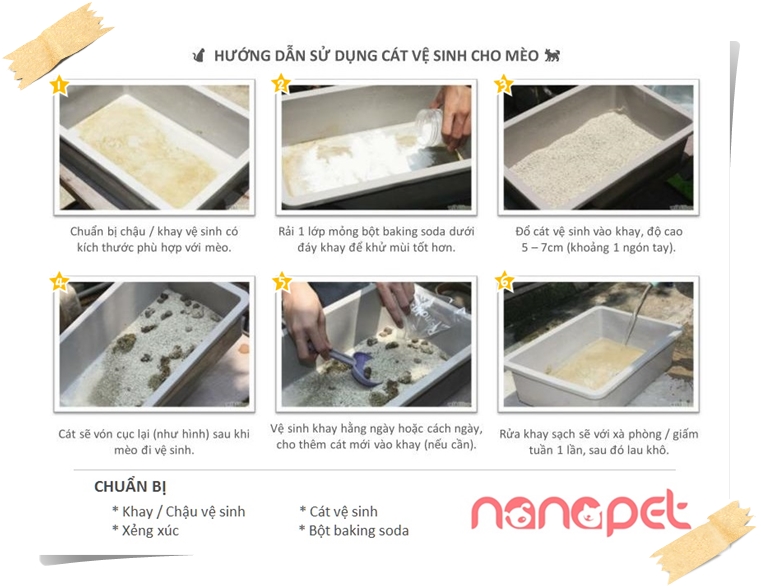 HƯỚNG DẪN SỬ DỤNG CÁT VỆ SINH CHO MÈO
1
2
3
Chuẩn bị chậu / khay vệ sinh có
kích thước phù hợp với mèo.
Rải 1 lớp mỏng bột baking soda dưới
đáy khay để khử mùi tốt hơn.
Đổ cát vệ sinh vào khay, độ cao
5 – 7cm (khoảng 1 ngón tay).
4
5
6
Cát sẽ vón cục lại (như hình) sau khi
mèo đi vệ sinh.
Vệ sinh khay hằng ngày hoặc cách ngày,
cho thêm cát mới vào khay (nếu cần).
Rửa khay sạch sẽ với xà phòng / giấm
tuần 1 lần, sau đó lau khô.
CHUẨN BỊ
* Khay / Chậu vệ sinh
* Xẻng xúc
* Cát vệ sinh
* Bột baking soda
nanapet